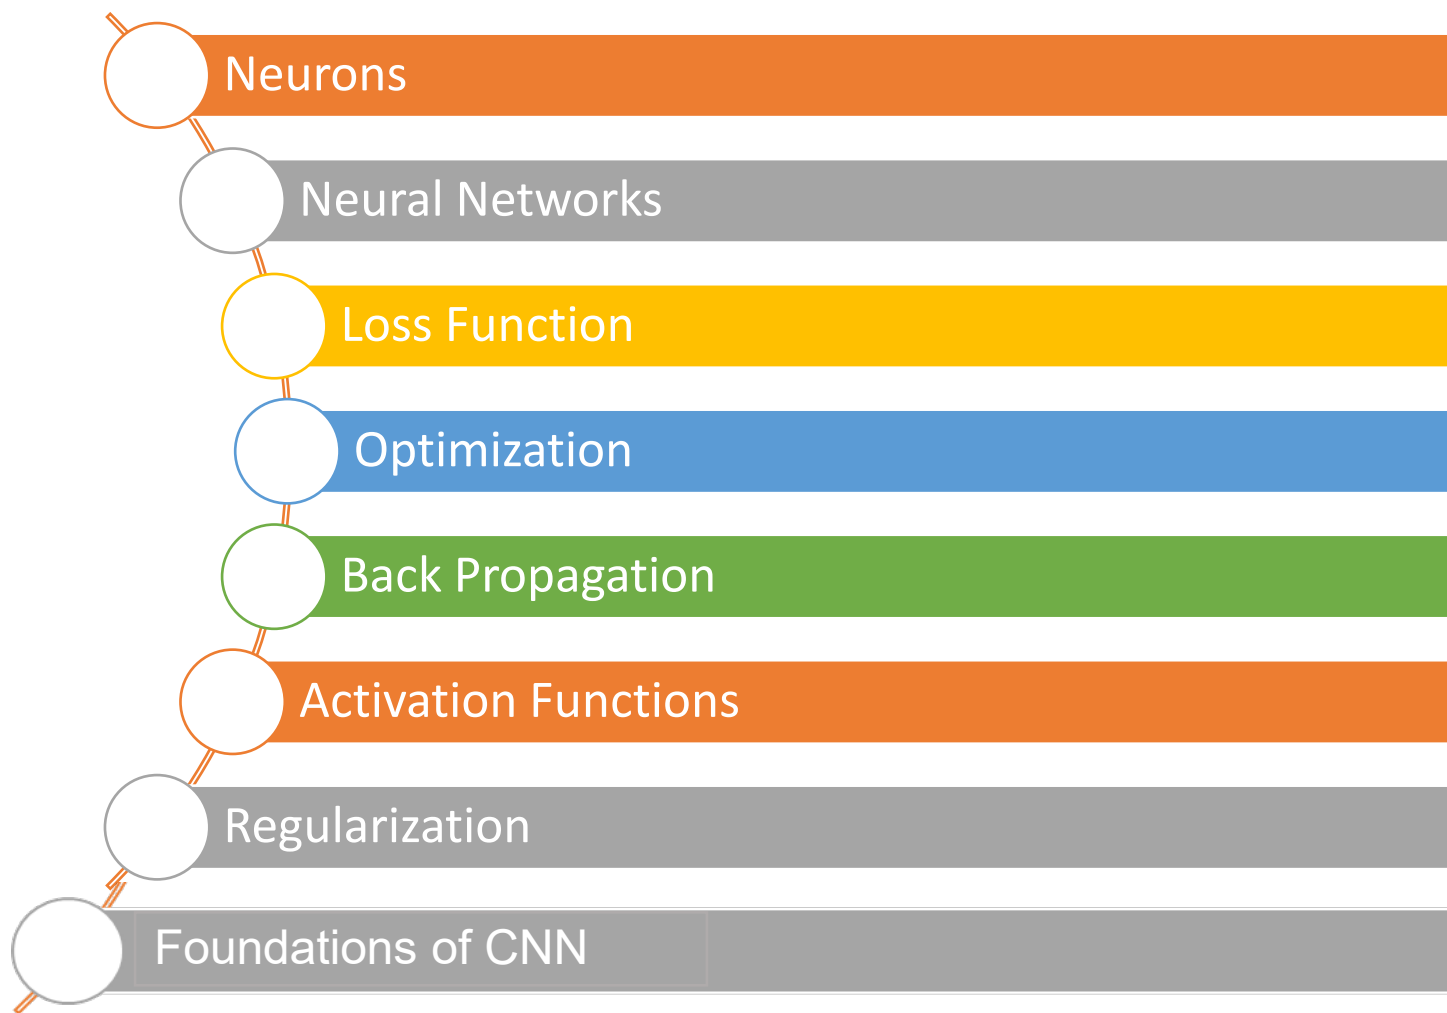 Neurons
Neural Networks
Loss Function
Optimization
Back Propagation
Activation Functions
Regularization
Foundations of CNN